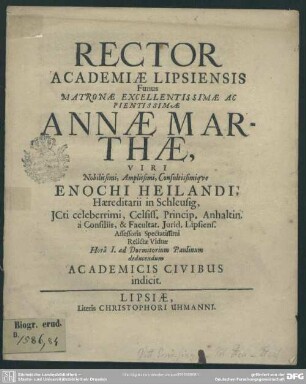 RECTOR
ACADEMIÆ LIPSIENSIS
Funus
MATRONÆ EXCELLENTISSIMÆ AC
PIENTISSIMÆ
ANNÆ MAR-
THÆ,
VIRI
Nobilissimi, Amplissimi, Consultissimique
ENOCHI HEILANDI,
Hæreditarii in Schleusig,
JCti celeberrimi, Celsiss. Princip. Anhaltin.
á Consiliis, & Facultat. Jurid. Lipsiens.
Assessoris Spectatissimi
Relictæ Viduæ
Horâ I. ad Dormitorium Paulinum
deducendum
ACADEMICIS CIVIBUS
indicit.
LIPSIÆ,
Literis CHRISTOPHORI UHMANNI.
Biogr. erud.
D.
1586,84